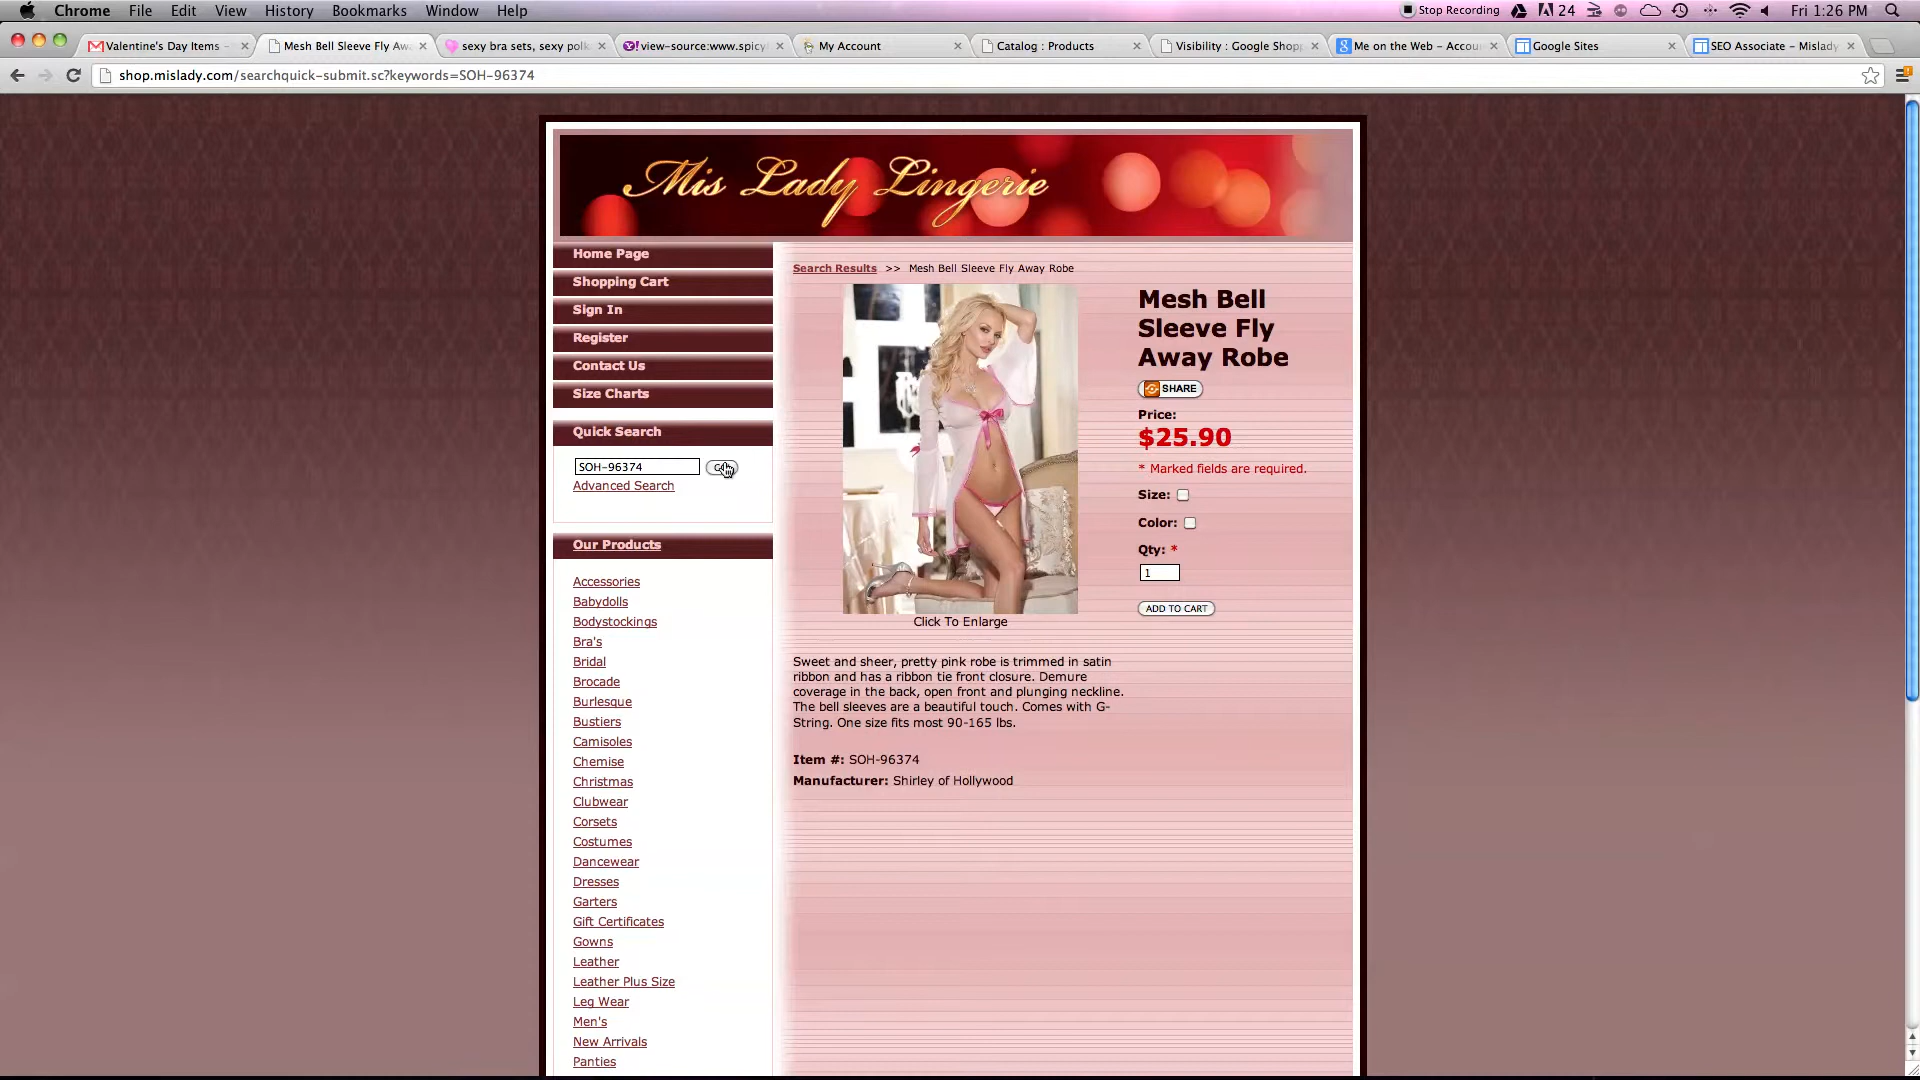 Chrome File Edit View History Bookmarks Window Help Stop Recording 24 Fri 1:26 PM
Valentine's Day Items - Mesh Bell Sleeve Fly Aw sexy bra sets, sexy polk view-source:www.spicy My Account Catalog : Products Visibility : Google Shop Me on the Web – Accou Google Sites SEO Associate – Mislady
shop.mislady.com/searchquick-submit.sc?keywords=SOH-96374
Mis Lady Lingerie
Home Page
Shopping Cart
Sign In
Register
Contact Us
Size Charts
Quick Search
SOH-96374
Advanced Search
Our Products
Accessories
Babydolls
Bodystockings
Bra's
Bridal
Brocade
Burlesque
Bustiers
Camisoles
Chemise
Christmas
Clubwear
Corsets
Costumes
Dancewear
Dresses
Garters
Gift Certificates
Gowns
Leather
Leather Plus Size
Leg Wear
Men's
New Arrivals
Panties
Search Results >> Mesh Bell Sleeve Fly Away Robe
Click To Enlarge
Mesh Bell
Sleeve Fly
Away Robe
SHARE
Price:
$25.90
* Marked fields are required.
Size:
Color:
Qty: *
1
ADD TO CART
Sweet and sheer, pretty pink robe is trimmed in satin
ribbon and has a ribbon tie front closure. Demure
coverage in the back, open front and plunging neckline.
The bell sleeves are a beautiful touch. Comes with G-
String. One size fits most 90-165 lbs.
Item #: SOH-96374
Manufacturer: Shirley of Hollywood